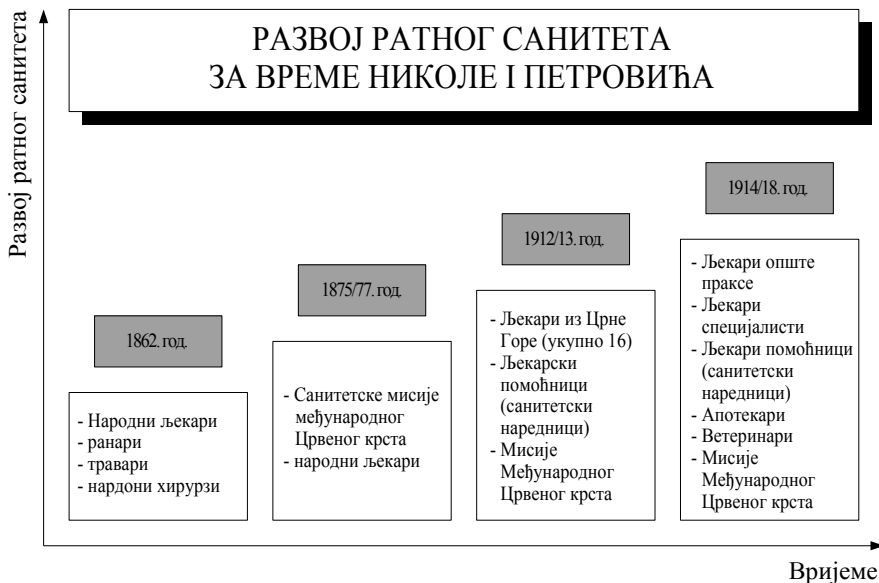 Развој ратног санитета
РАЗВОЈ РАТНОГ САНИТЕТА
ЗА ВРЕМЕ НИКОЛЕ I ПЕТРОВИЋА
1862. год.
- Народни љекари
- ранари
- травари
- нардони хирурзи
1875/77. год.
- Санитетске мисије
међународног
Црвеног крста
- народни љекари
1912/13. год.
- Љекари из Црне
Горе (укупно 16)
- Љекарски
помоћници
(санитетски
наредници)
- Мисије
Међународног
Црвеног крста
1914/18. год.
- Љекари опште
праксе
- Љекари
специјалисти
- Љекари помоћници
(санитетски
наредници)
- Апотекари
- Ветеринари
- Мисије
Међународног
Црвеног крста
Вријеме